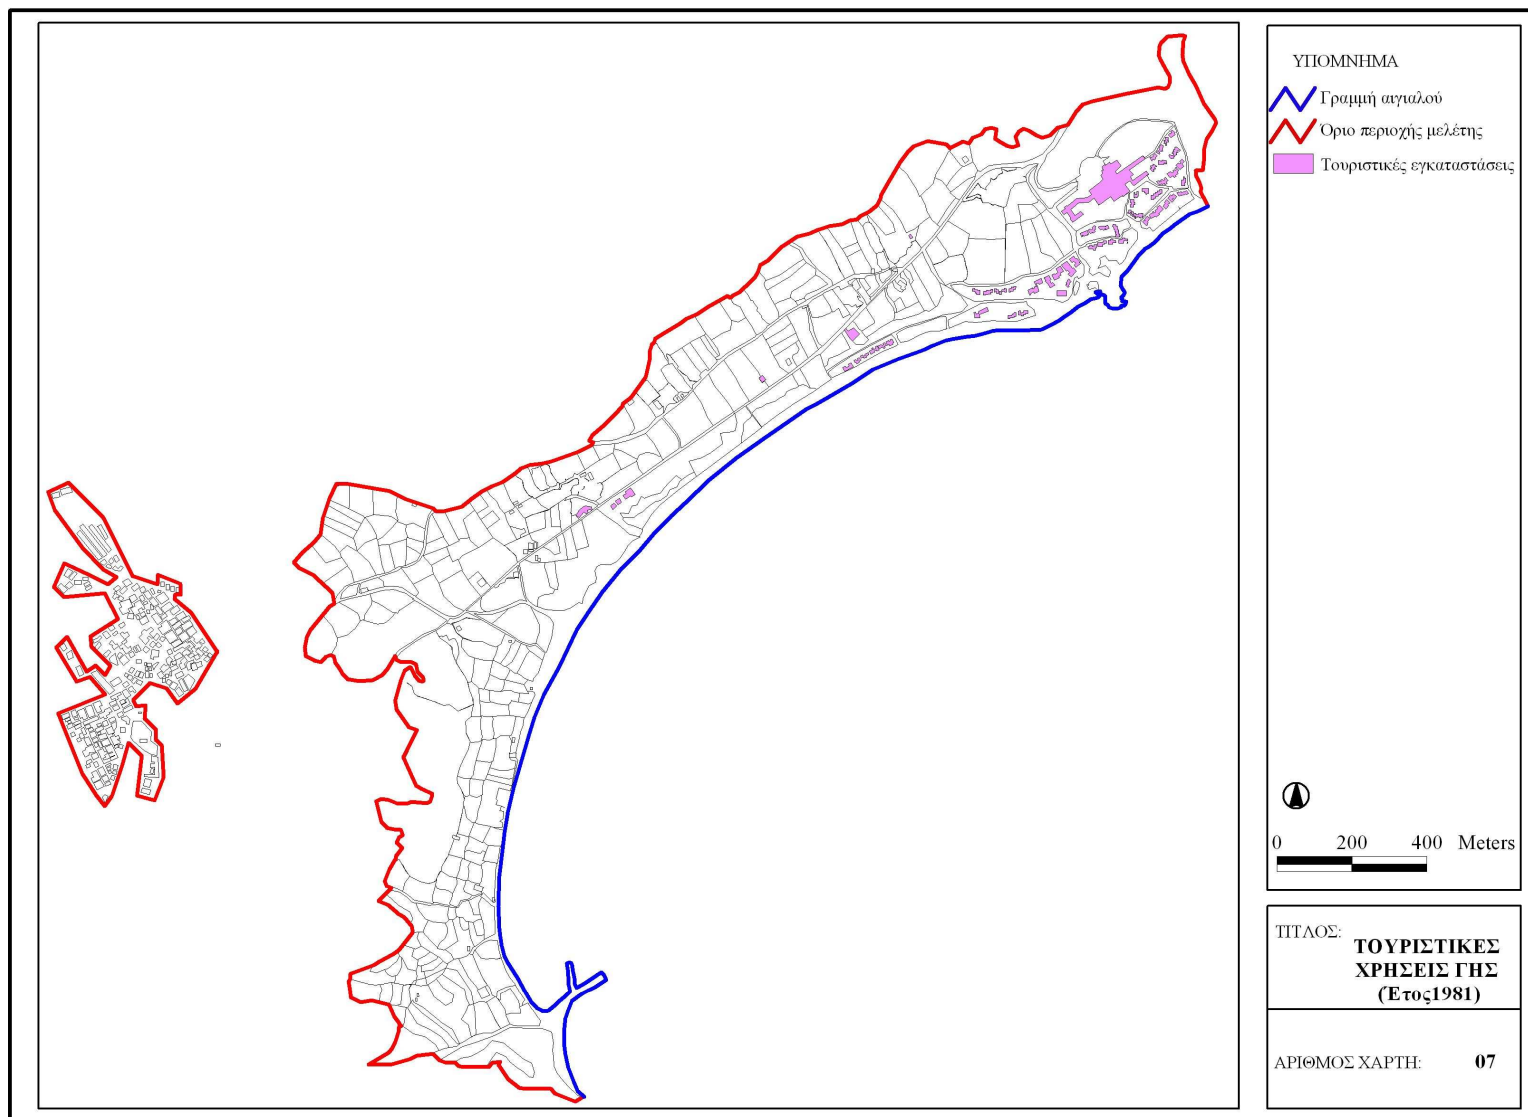 ΥΠΟΜΝΗΜΑ
Γραμμή αιγιαλού
Όριο περιοχής μελέτης
Τουριστικές εγκαταστάσεις
0 200 400 Meters
ΤΙΤΛΟΣ:
ΤΟΥΡΙΣΤΙΚΕΣ
ΧΡΗΣΕΙΣ ΓΗΣ
(Έτος1981)
ΑΡΙΘΜΟΣ ΧΑΡΤΗ: 07